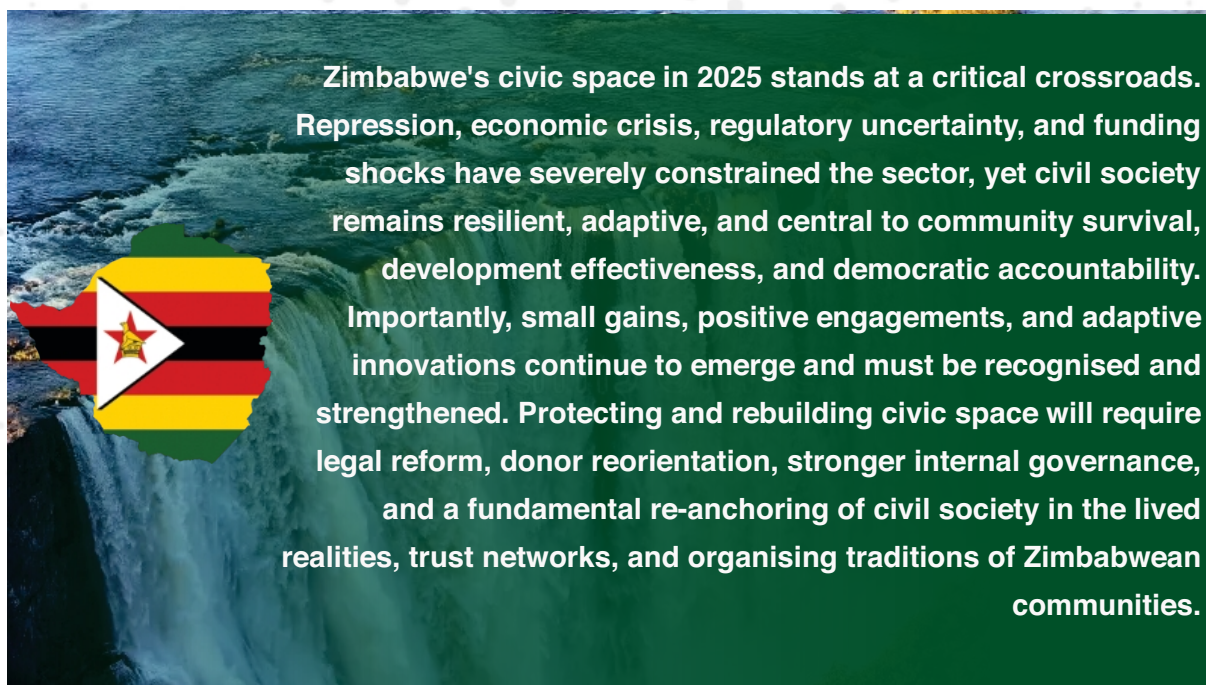 Zimbabwe's civic space in 2025 stands at a critical crossroads.
Repression, economic crisis, regulatory uncertainty, and funding
shocks have severely constrained the sector, yet civil society
remains resilient, adaptive, and central to community survival,
development effectiveness, and democratic accountability.
Importantly, small gains, positive engagements, and adaptive
innovations continue to emerge and must be recognised and
strengthened. Protecting and rebuilding civic space will require
legal reform, donor reorientation, stronger internal governance,
and a fundamental re-anchoring of civil society in the lived
realities, trust networks, and organising traditions of Zimbabwean
communities.